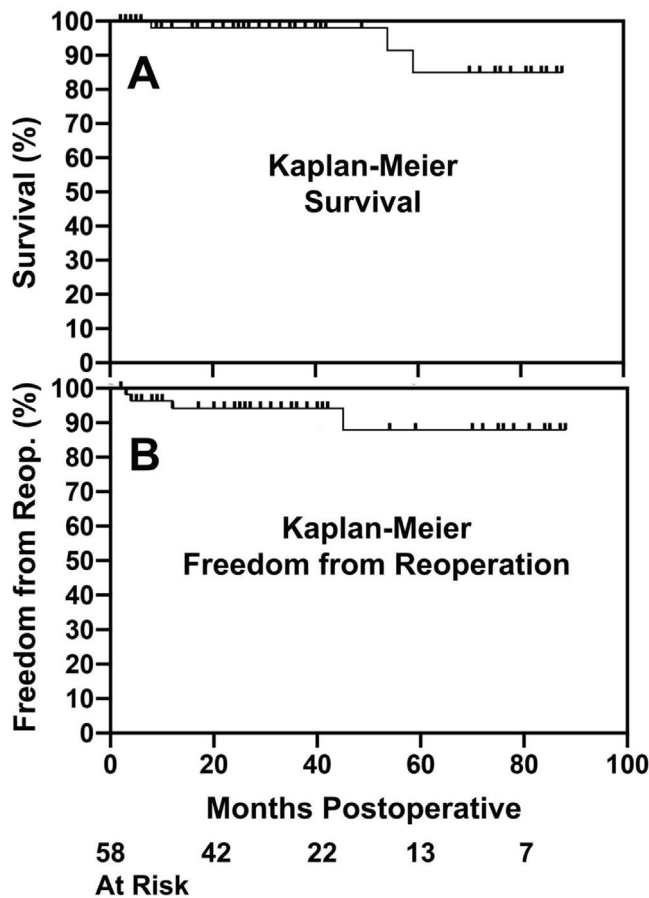 100
90
80
70
60
50
40
30
20
10
0
Survival (%)
A
Kaplan-Meier
Survival
100
90
80
70
60
50
40
30
20
10
0
Freedom from Reop. (%)
B
Kaplan-Meier
Freedom from Reoperation
0 20 40 60 80 100
Months Postoperative
58 42 22 13 7
At Risk